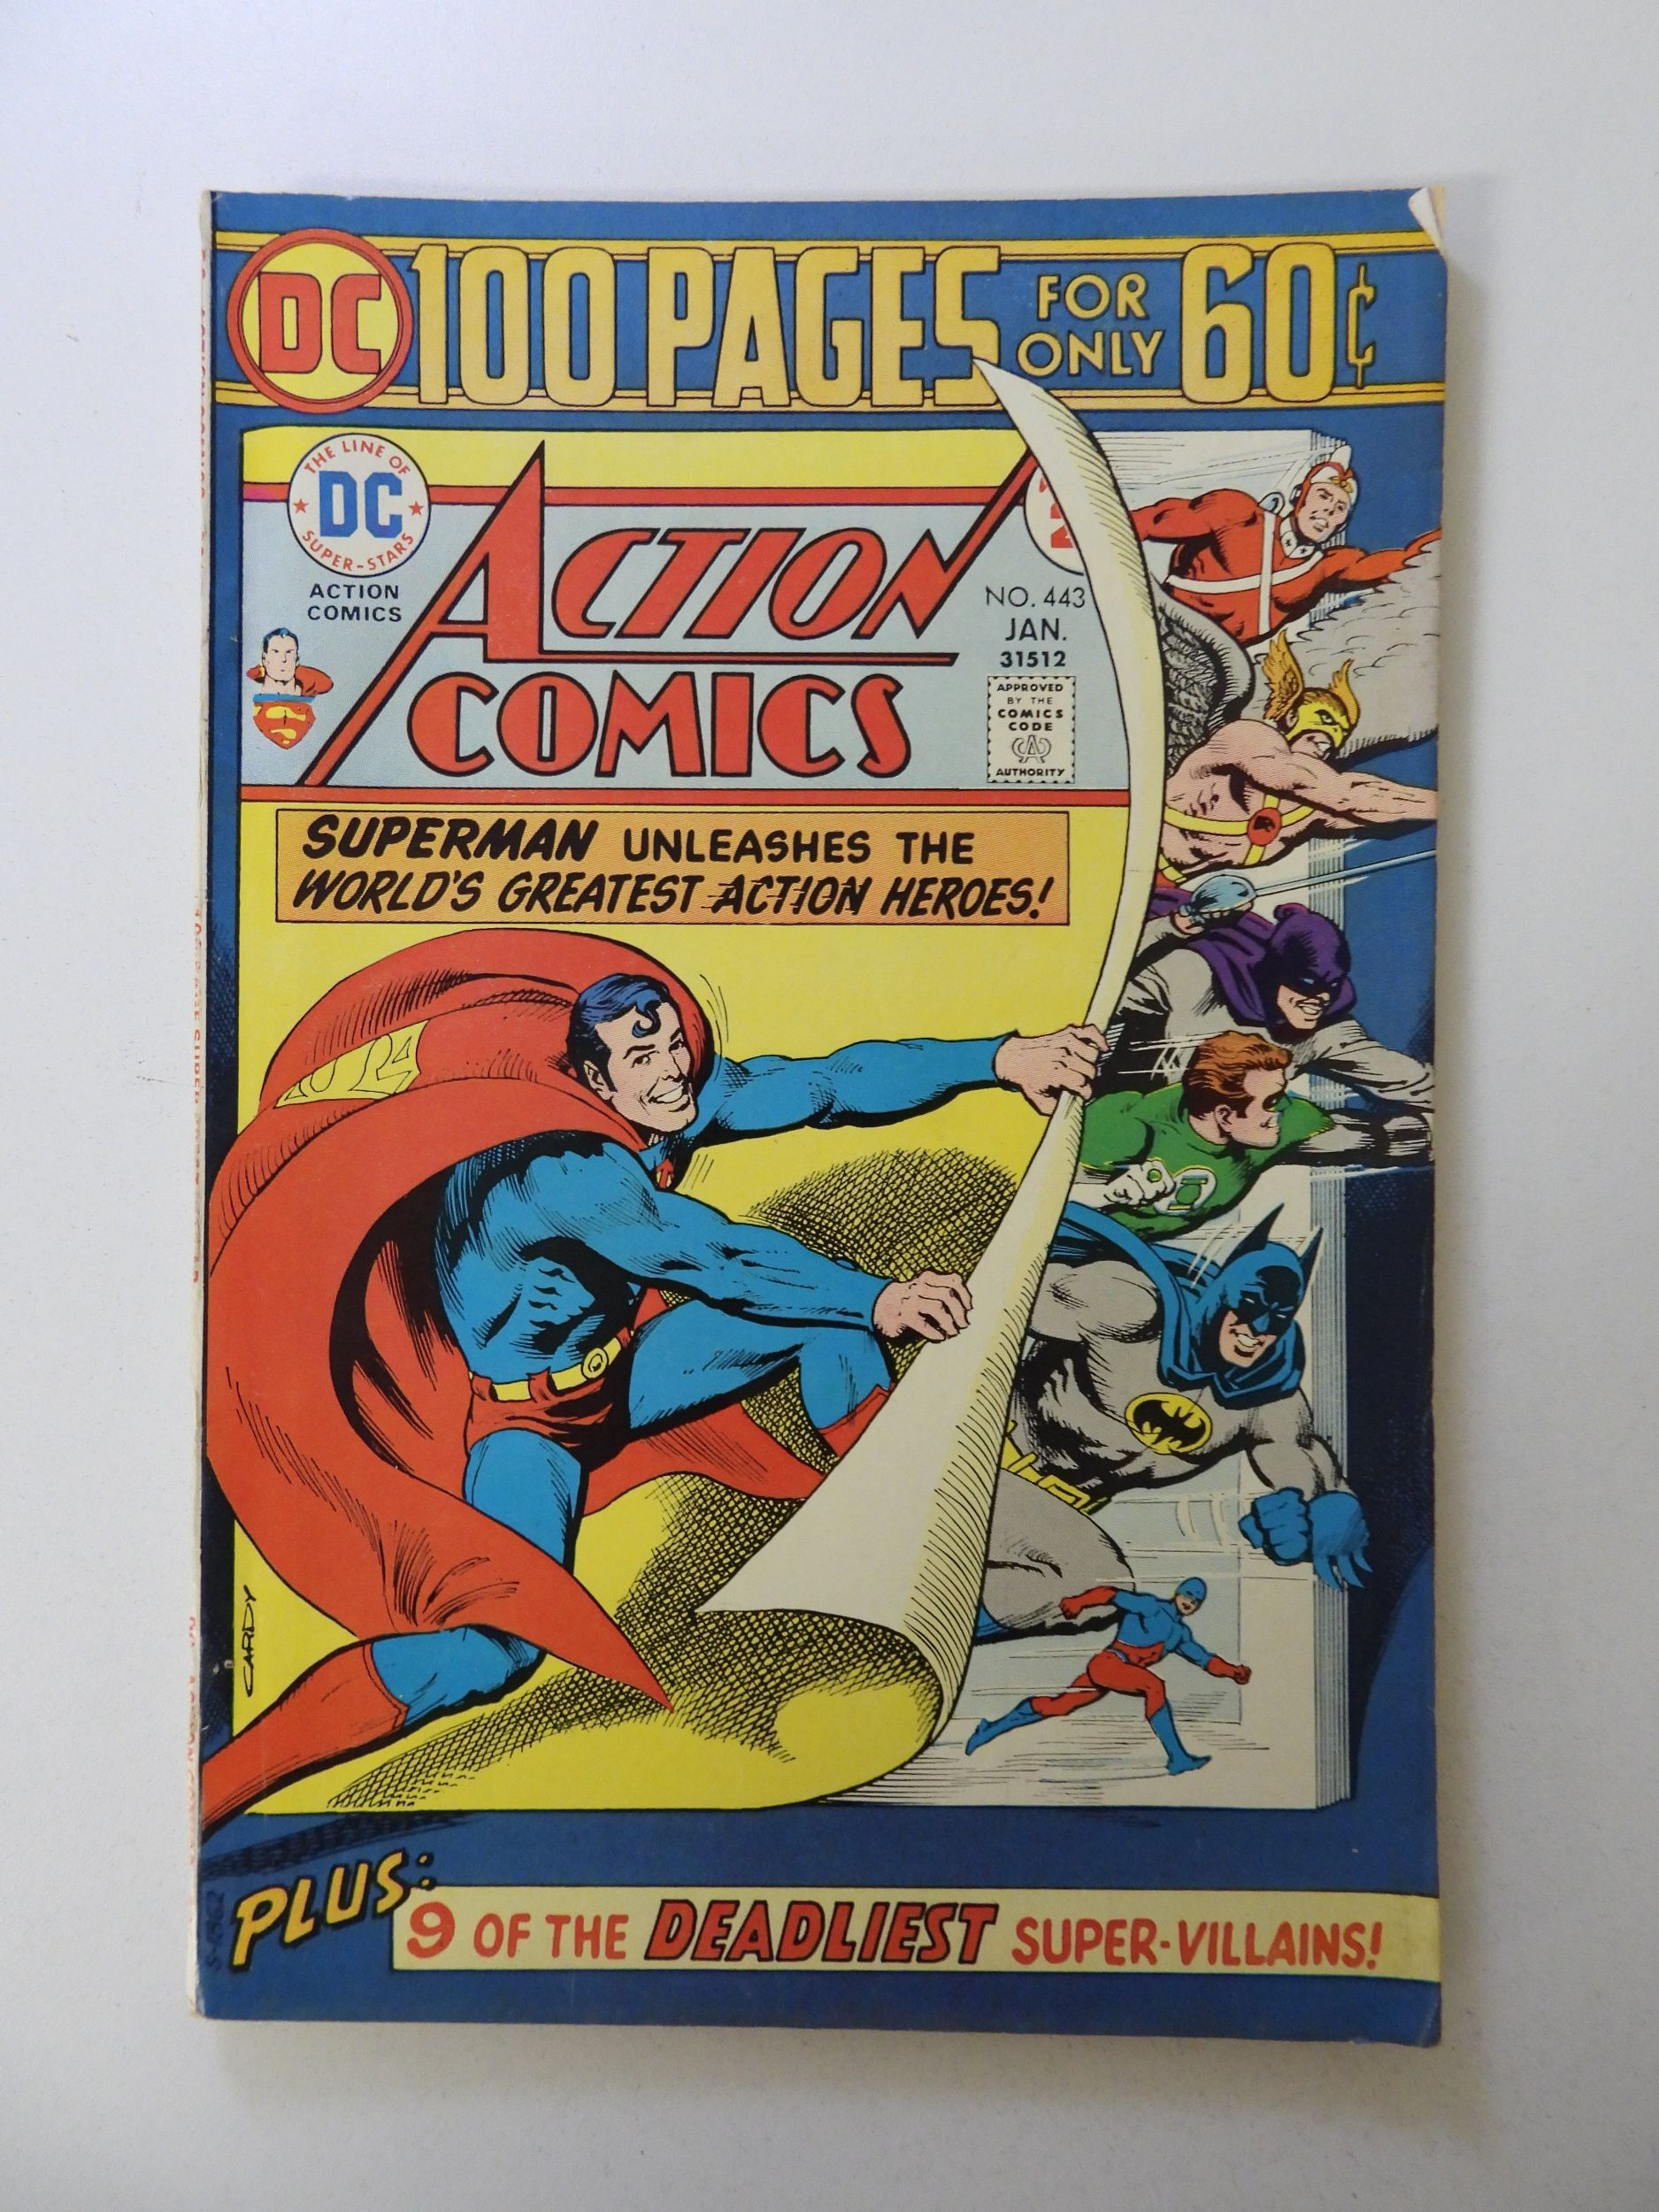 DC 100 PAGES FOR ONLY 60¢
THE LINE OF
DC
SUPER-STARS
ACTION
COMICS
ACTION
COMICS
NO. 443
JAN.
31512
APPROVED
BY THE
COMICS
CODE
AUTHORITY
SUPERMAN UNLEASHES THE
WORLD'S GREATEST ACTION HEROES!
CARDY
PLUS:
9 OF THE DEADLIEST SUPER-VILLAINS!